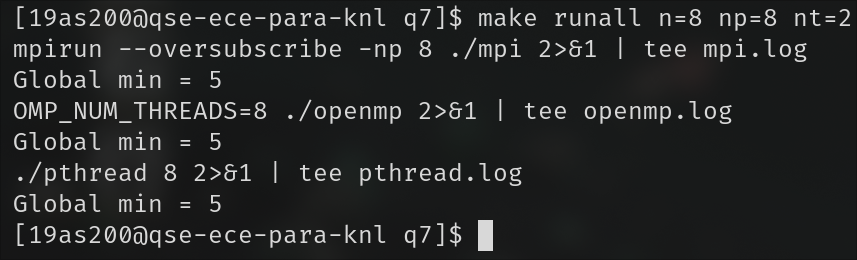 [19as200@qse-ece-para-knl q7]$ make runall n=8 np=8 nt=2
mpirun --oversubscribe -np 8 ./mpi 2>&1 | tee mpi.log
Global min = 5
OMP_NUM_THREADS=8 ./openmp 2>&1 | tee openmp.log
Global min = 5
./pthread 8 2>&1 | tee pthread.log
Global min = 5
[19as200@qse-ece-para-knl q7]$